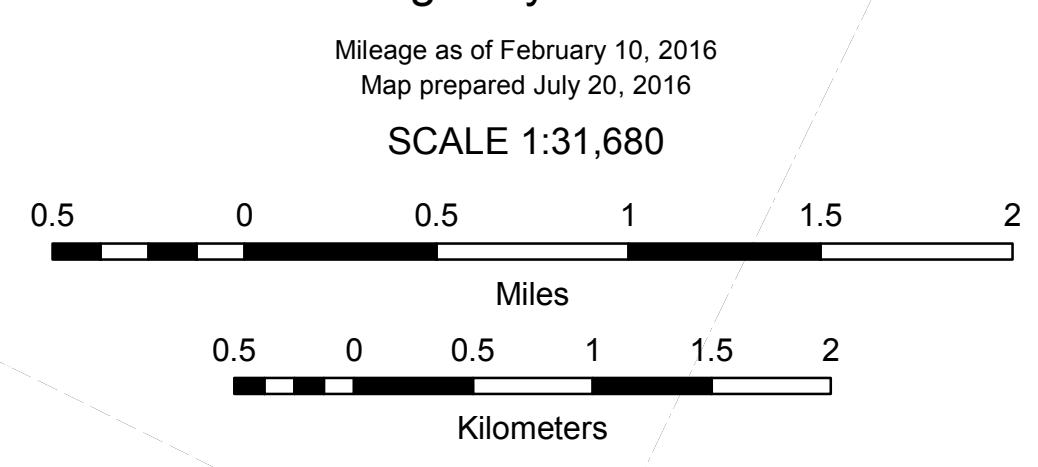 Mileage as of February 10, 2016
Map prepared July 20, 2016
SCALE 1:31,680
0.5 0 0.5 1 1.5 2
Miles
0.5 0 0.5 1 1.5 2
Kilometers